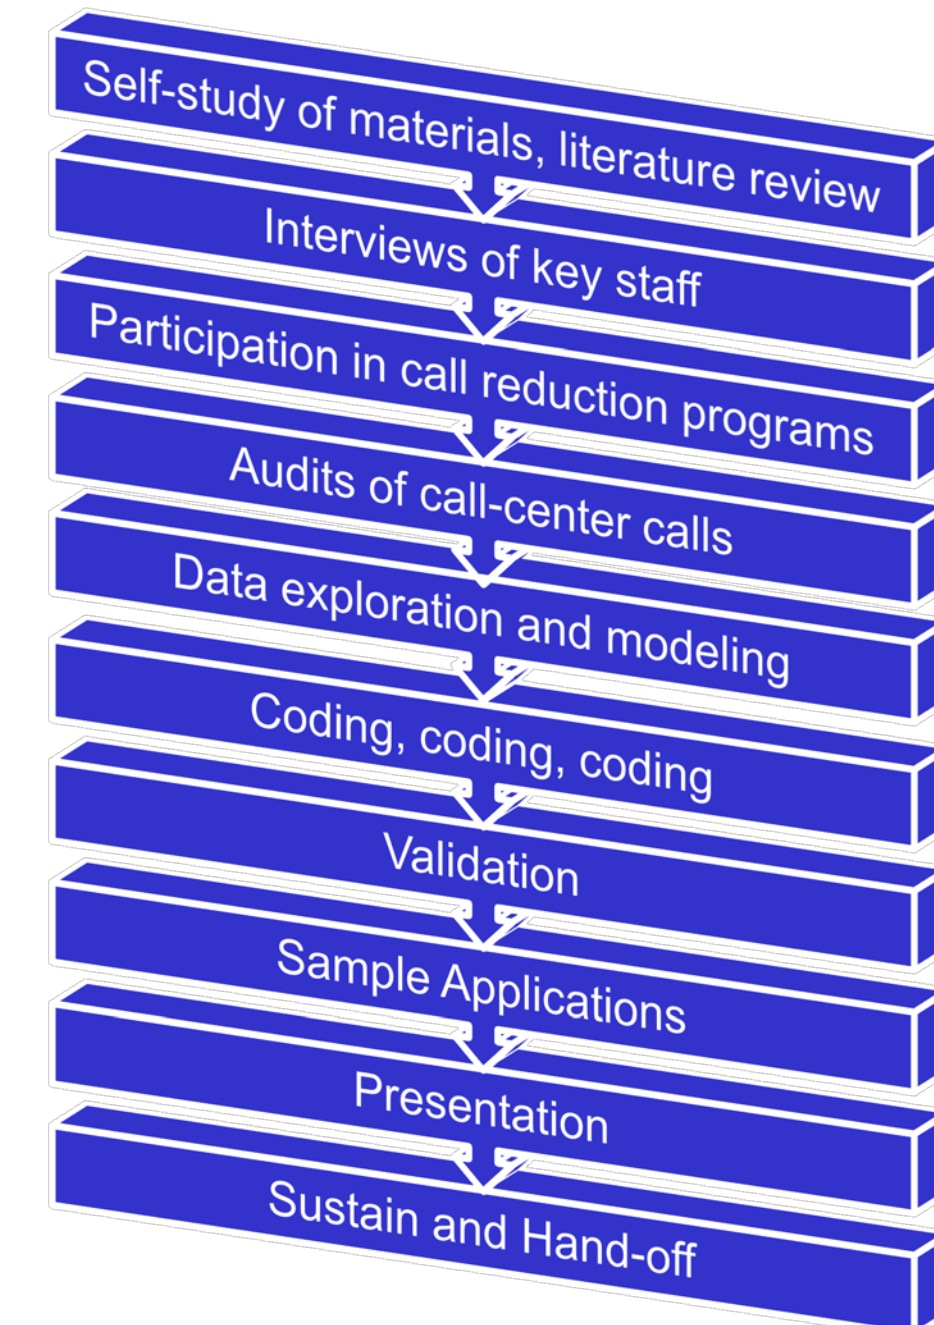 Self-study of materials, literature review
Interviews of key staff
Participation in call reduction programs
Audits of call-center calls
Data exploration and modeling
Coding, coding, coding
Validation
Sample Applications
Presentation
Sustain and Hand-off